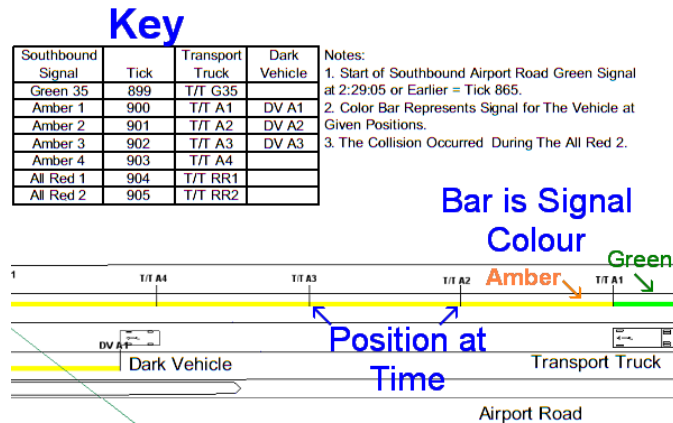 Key
Southbound Signal Tick Transport Truck Dark Vehicle
Green 35 899 T/T G35
Amber 1 900 T/T A1 DV A1
Amber 2 901 T/T A2 DV A2
Amber 3 902 T/T A3 DV A3
Amber 4 903 T/T A4
All Red 1 904 T/T RR1
All Red 2 905 T/T RR2
Notes:
1. Start of Southbound Airport Road Green Signal
at 2:29:05 or Earlier = Tick 865.
2. Color Bar Represents Signal for The Vehicle at
Given Positions.
3. The Collision Occurred During The All Red 2.
Bar is Signal
Colour
Green
Amber
1 T/T A4 T/T A3 T/T A2 T/T A1
Position at
Time
DV A1
Dark Vehicle
Transport Truck
Airport Road